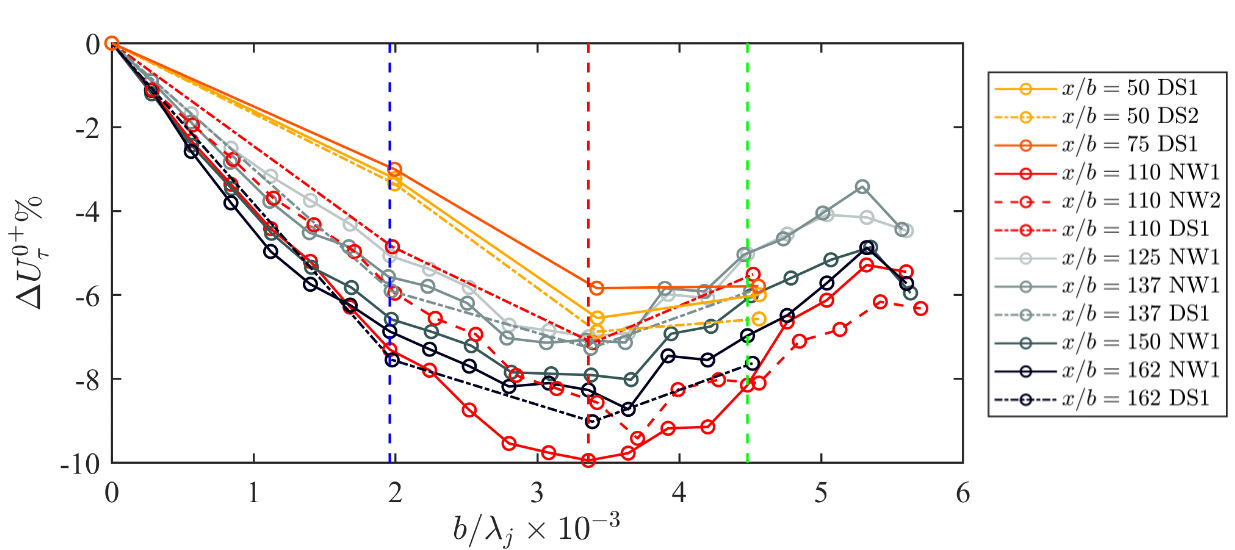 0
-2
-4
-6
-8
-10
ΔU_τ^{0+}%
0 1 2 3 4 5 6
b/λ_j × 10^{-3}
x/b = 50 DS1
x/b = 50 DS2
x/b = 75 DS1
x/b = 110 NW1
x/b = 110 NW2
x/b = 110 DS1
x/b = 125 NW1
x/b = 137 NW1
x/b = 137 DS1
x/b = 150 NW1
x/b = 162 NW1
x/b = 162 DS1